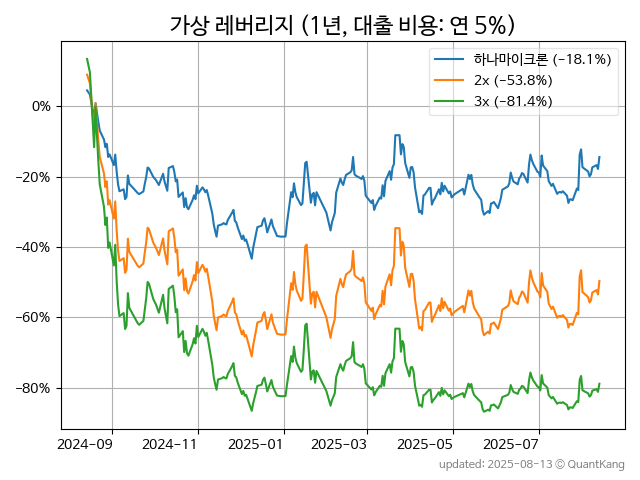 가상 레버리지 (1년, 대출 비용: 연 5%)
하나마이크론 (−18.1%)
2x (−53.8%)
3x (−81.4%)
0%
−20%
−40%
−60%
−80%
2024-09 2024-11 2025-01 2025-03 2025-05 2025-07
updated: 2025-08-13 © QuantKang